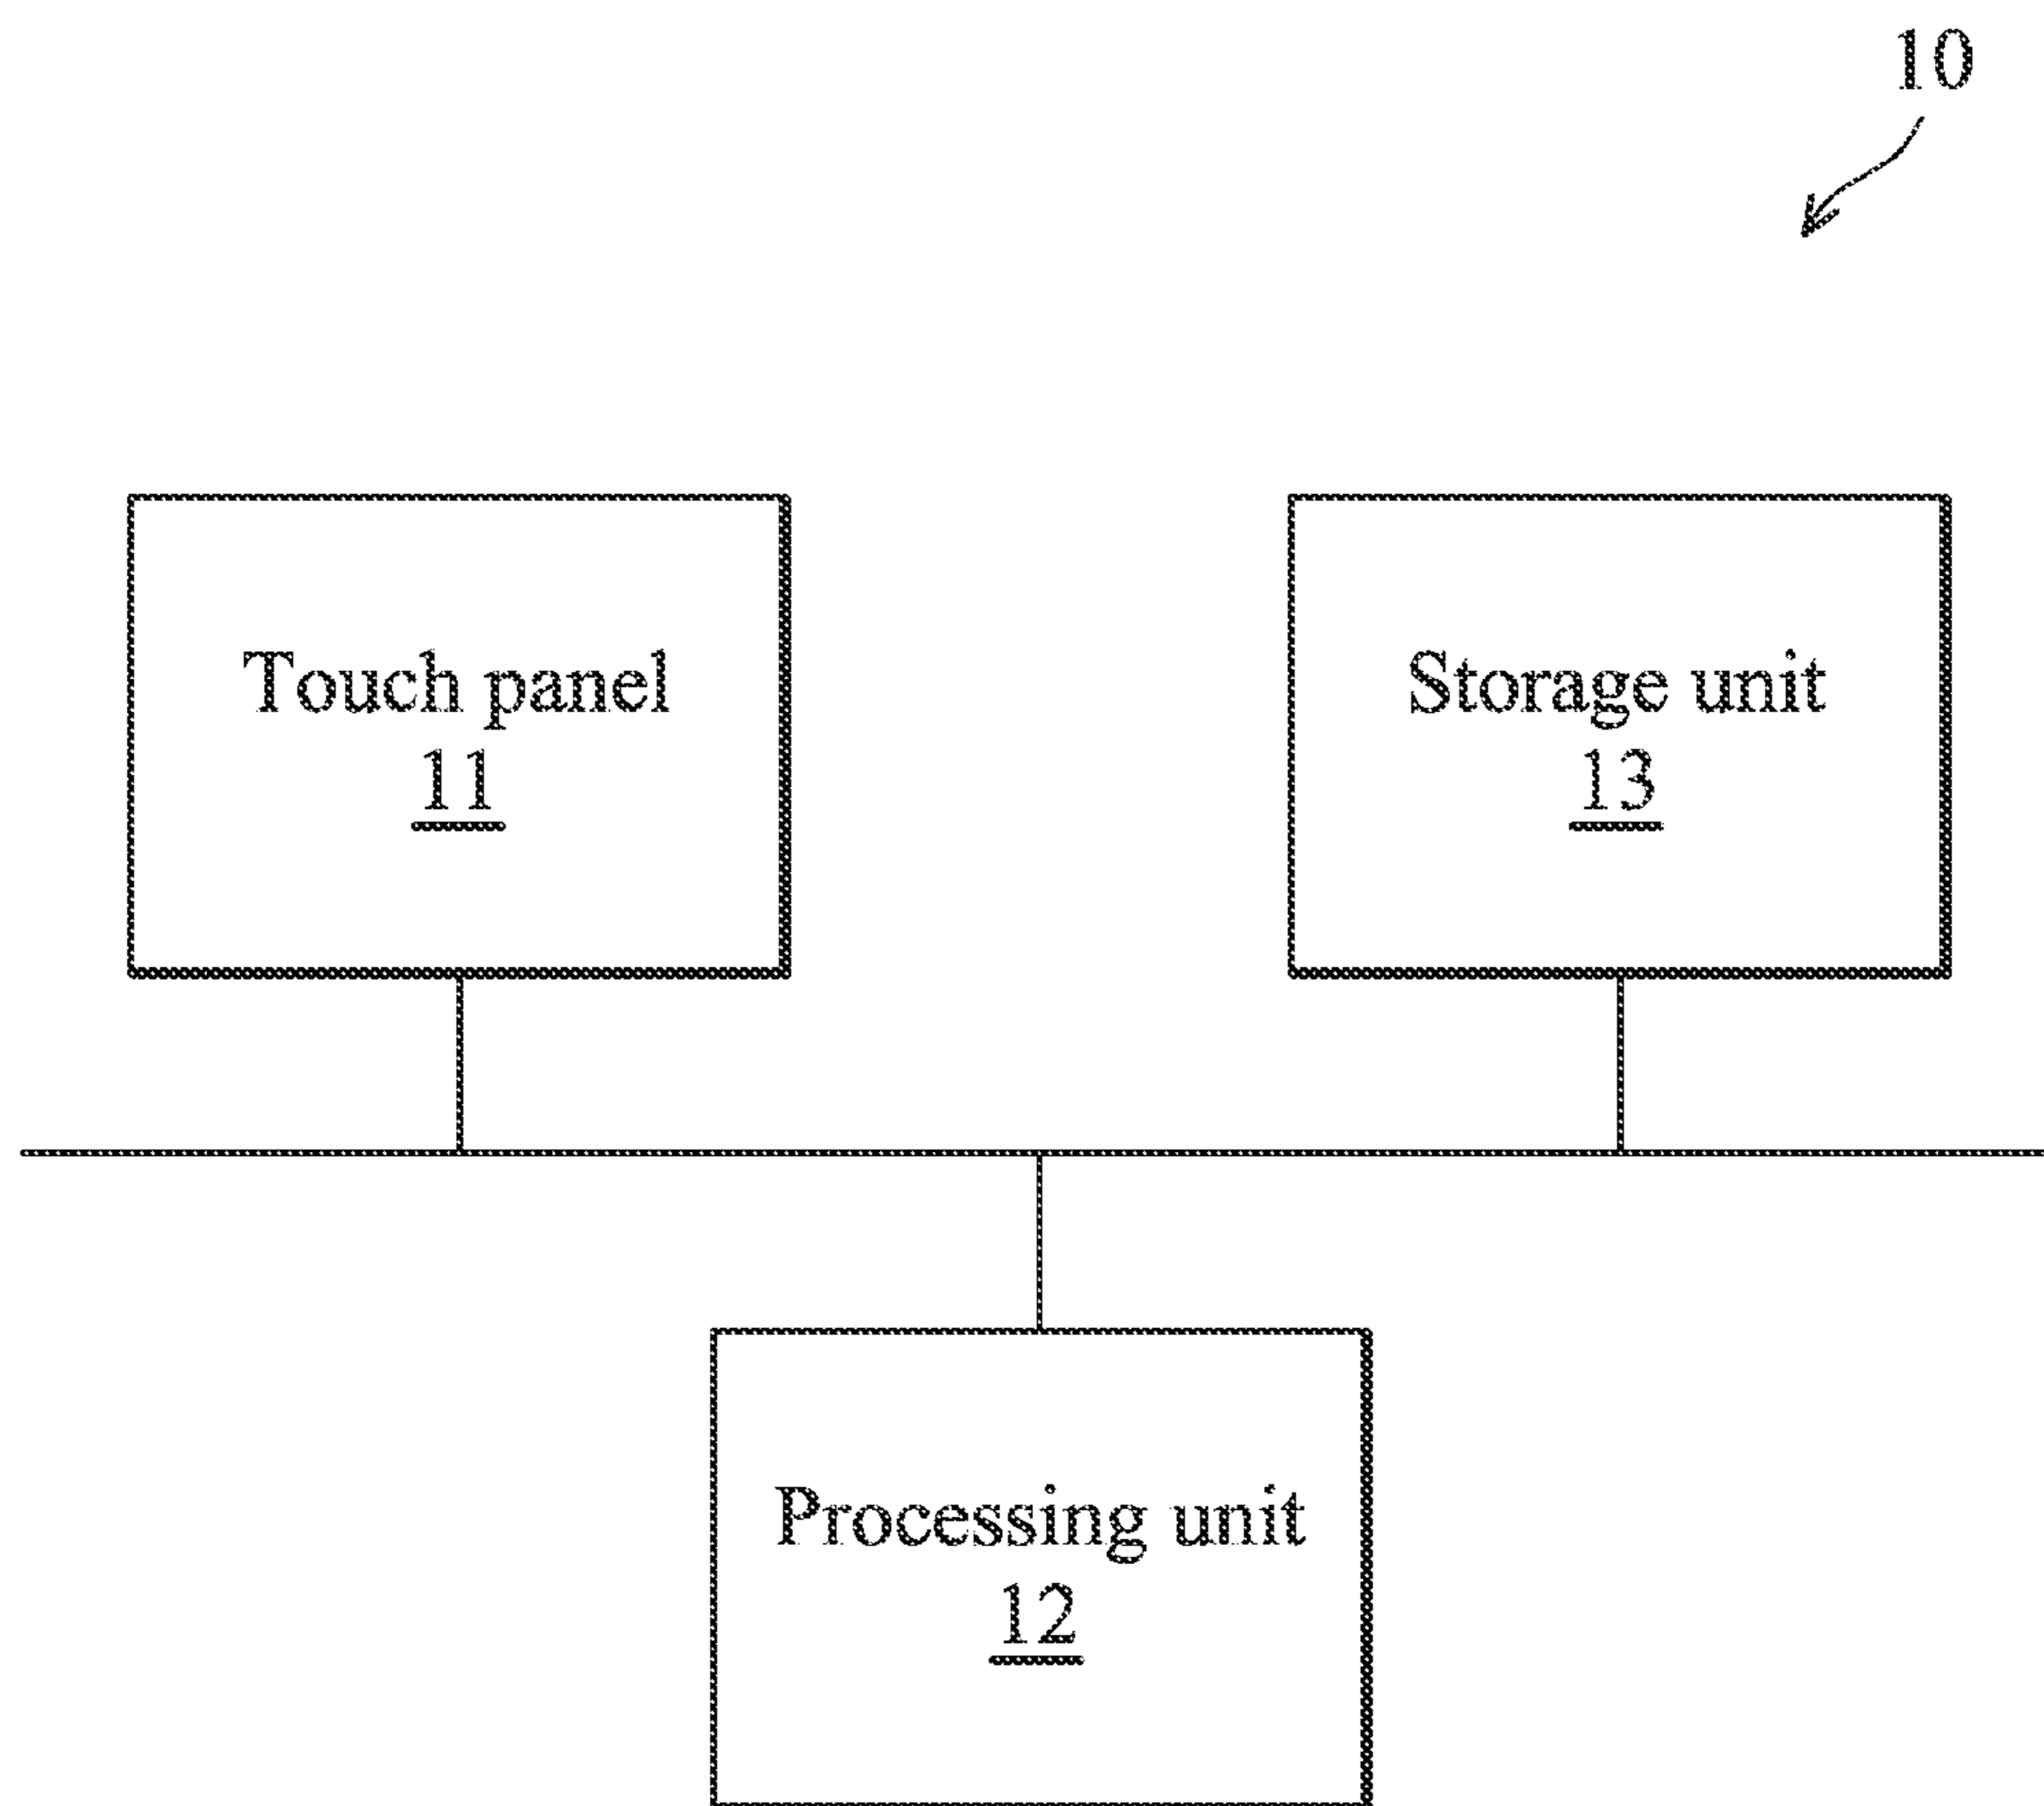 10
Touch panel
11
Storage unit
13
Processing unit
12